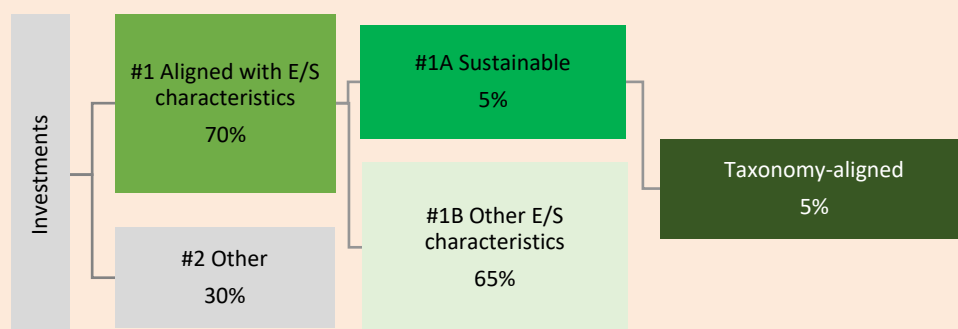 Investments
#1 Aligned with E/S
characteristics
70%
#2 Other
30%
#1A Sustainable
5%
#1B Other E/S
characteristics
65%
Taxonomy-aligned
5%